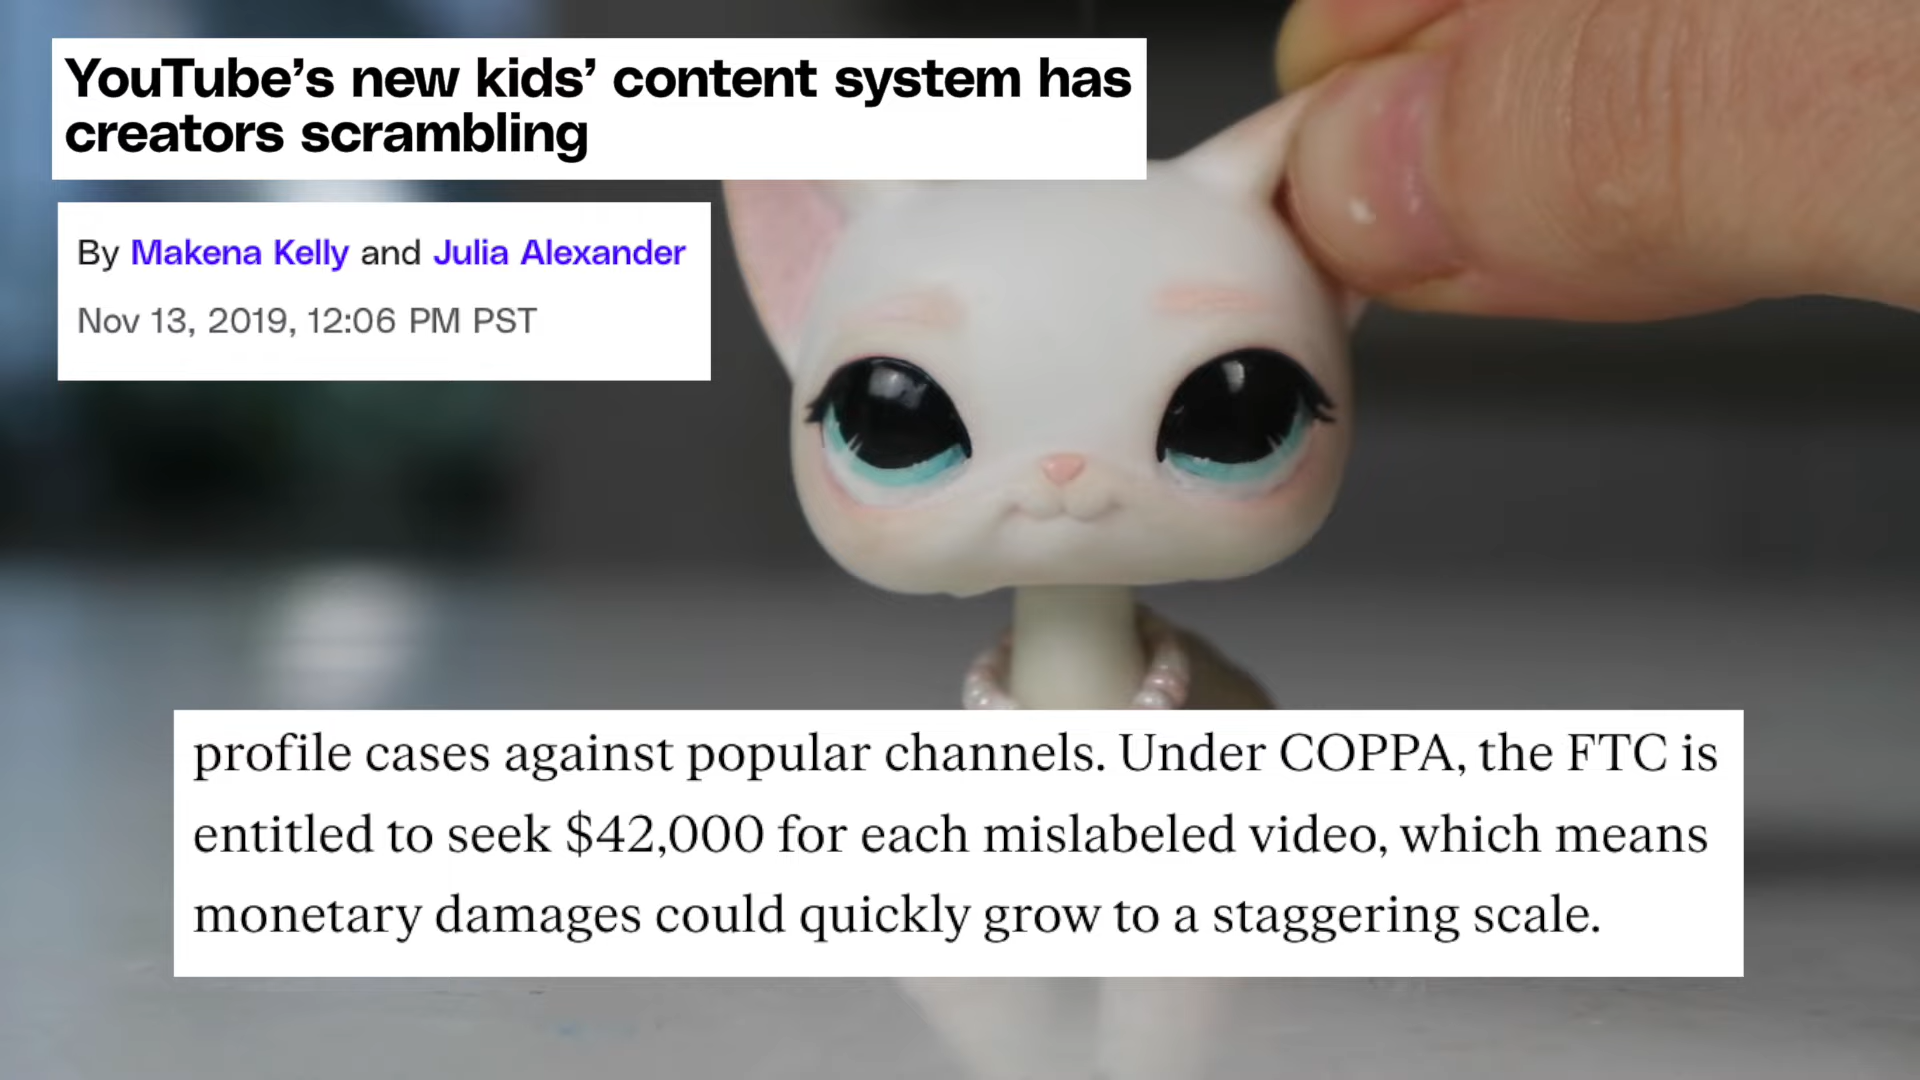 YouTube’s new kids’ content system has
creators scrambling
By Makena Kelly and Julia Alexander
Nov 13, 2019, 12:06 PM PST
profile cases against popular channels. Under COPPA, the FTC is
entitled to seek $42,000 for each mislabeled video, which means
monetary damages could quickly grow to a staggering scale.